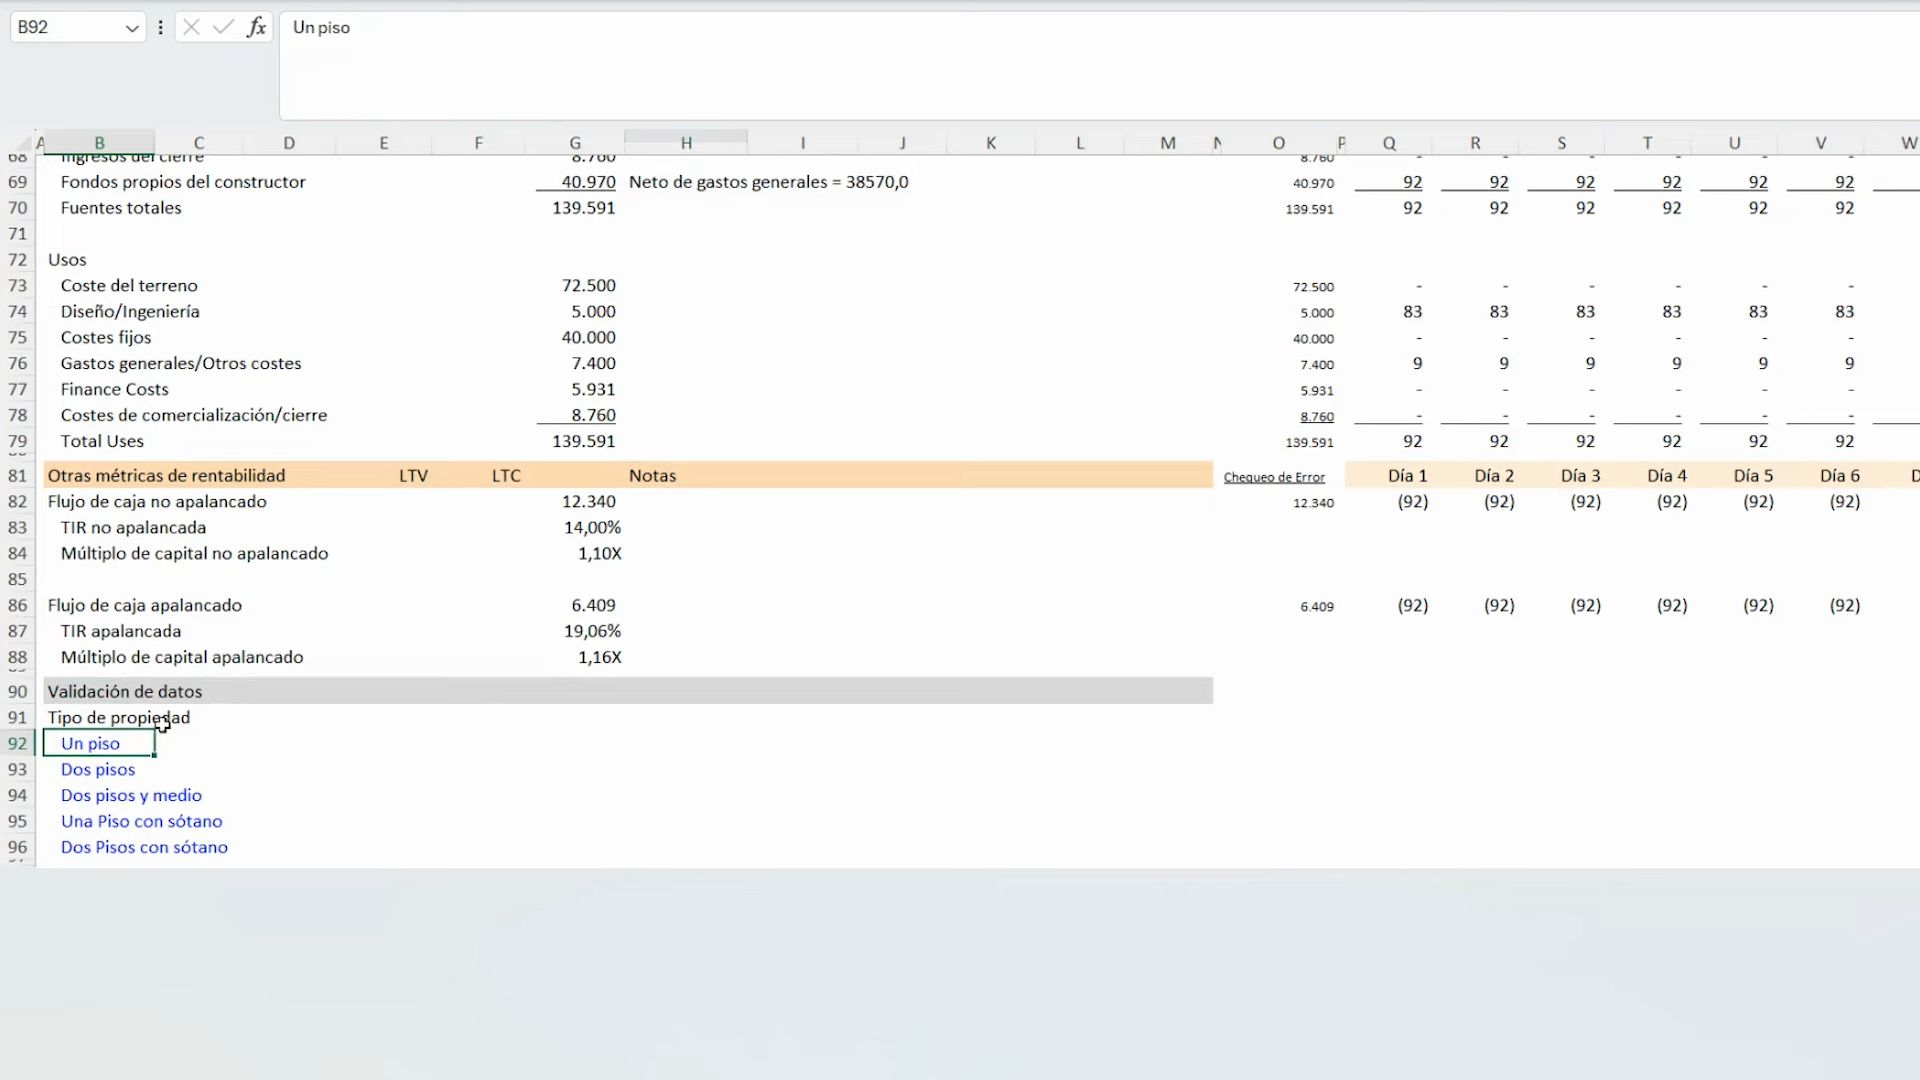 B92 fx Un piso
A B C D E F G H I J K L M N O P Q R S T U V W
68 Ingresos del cierre 8.760 8.760 - - - - - -
69 Fondos propios del constructor 40.970 Neto de gastos generales = 38570,0 40.970 92 92 92 92 92 92
70 Fuentes totales 139.591 139.591 92 92 92 92 92 92
71
72 Usos
73 Coste del terreno 72.500 72.500 - - - - - -
74 Diseño/Ingeniería 5.000 5.000 83 83 83 83 83 83
75 Costes fijos 40.000 40.000 - - - - - -
76 Gastos generales/Otros costes 7.400 7.400 9 9 9 9 9 9
77 Finance Costs 5.931 5.931 - - - - - -
78 Costes de comercialización/cierre 8.760 8.760 - - - - - -
79 Total Uses 139.591 139.591 92 92 92 92 92 92
81 Otras métricas de rentabilidad LTV LTC Notas Chequeo de Error Día 1 Día 2 Día 3 Día 4 Día 5 Día 6 D
82 Flujo de caja no apalancado 12.340 12.340 (92) (92) (92) (92) (92) (92)
83 TIR no apalancada 14,00%
84 Múltiplo de capital no apalancado 1,10X
85
86 Flujo de caja apalancado 6.409 6.409 (92) (92) (92) (92) (92) (92)
87 TIR apalancada 19,06%
88 Múltiplo de capital apalancado 1,16X
90 Validación de datos
91 Tipo de propiedad
92 Un piso
93 Dos pisos
94 Dos pisos y medio
95 Una Piso con sótano
96 Dos Pisos con sótano